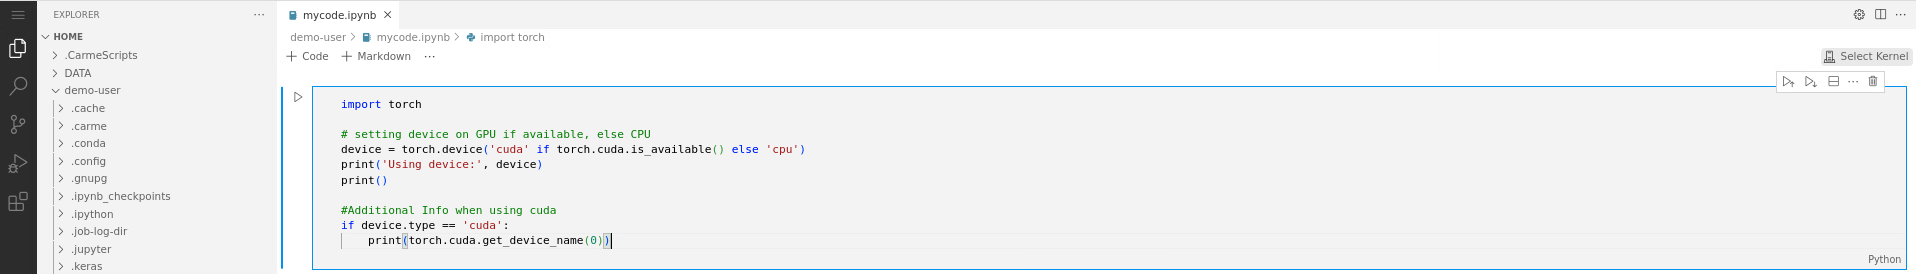 EXPLORER ···
HOME
.CarmeScripts
DATA
demo-user
.cache
.carme
.conda
.config
.gnupg
.ipynb_checkpoints
.ipython
.job-log-dir
.jupyter
.keras
mycode.ipynb
demo-user > mycode.ipynb > import torch
+ Code + Markdown ···
Select Kernel
import torch
# setting device on GPU if available, else CPU
device = torch.device('cuda' if torch.cuda.is_available() else 'cpu')
print('Using device:', device)
print()
#Additional Info when using cuda
if device.type == 'cuda':
    print(torch.cuda.get_device_name(0))
Python